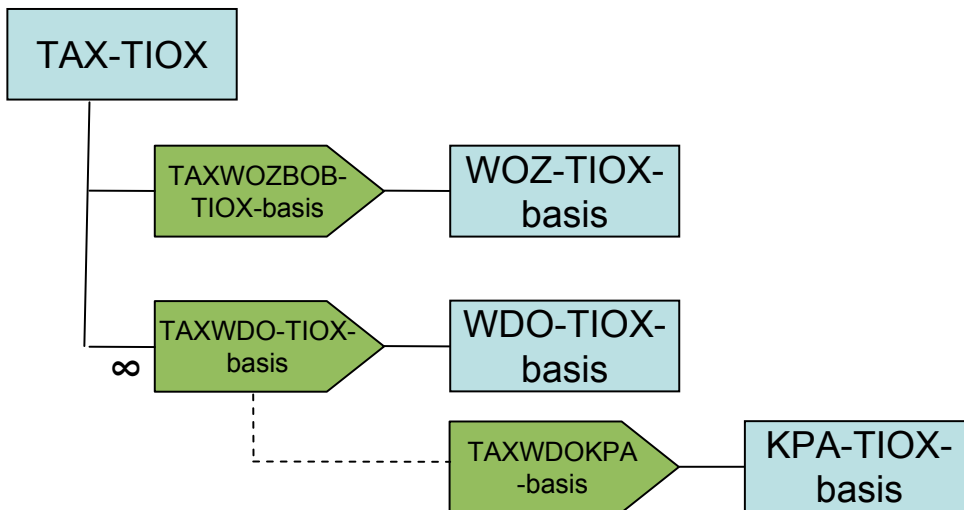 TAX-TIOX
TAXWOZBOB-
TIOX-basis
WOZ-TIOX-
basis
TAXWDO-TIOX-
basis
∞
WDO-TIOX-
basis
TAXWDOKPA
-basis
KPA-TIOX-
basis